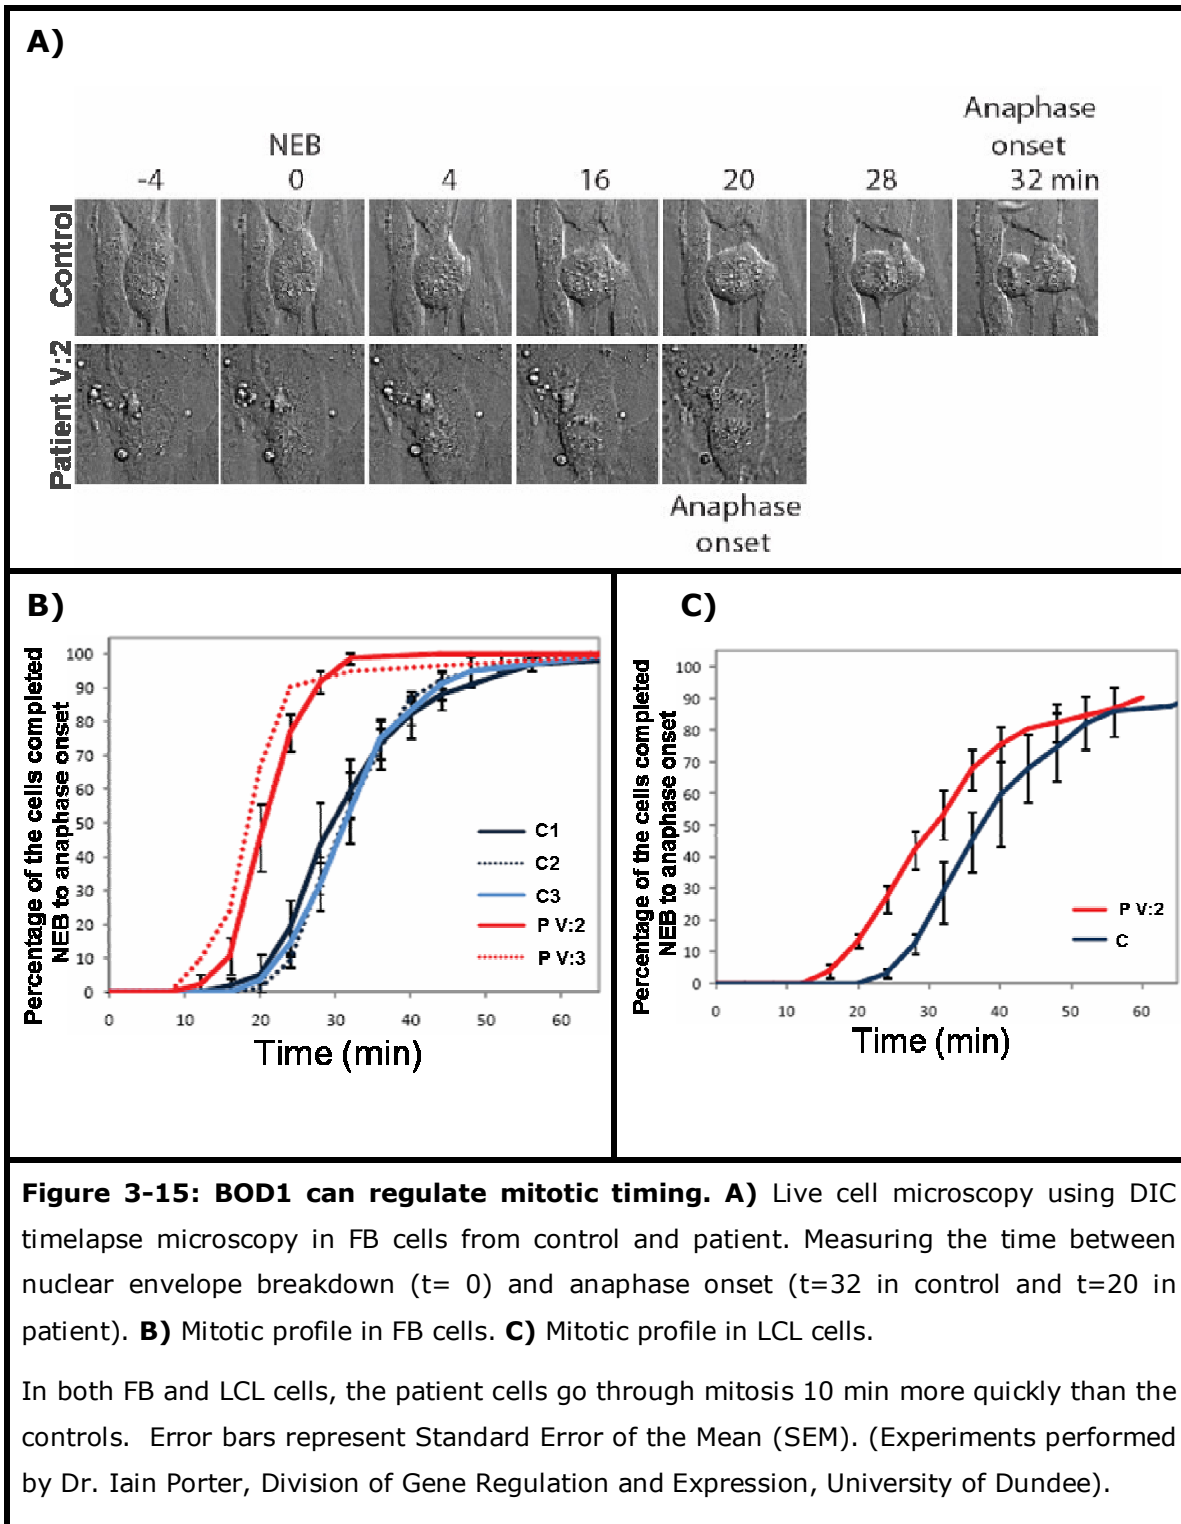 A)
Anaphase
onset
NEB
-4 0 4 16 20 28 32 min
Control
Patient V:2
Anaphase
onset
B)
Percentage of the cells completed
NEB to anaphase onset
100
90
80
70
60
50
40
30
20
10
0
0 10 20 30 40 50 60
Time (min)
C1
C2
C3
P V:2
P V:3
C)
Percentage of the cells completed
NEB to anaphase onset
100
90
80
70
60
50
40
30
20
10
0
0 10 20 30 40 50 60
Time (min)
P V:2
C
Figure 3-15: BOD1 can regulate mitotic timing. A) Live cell microscopy using DIC
timelapse microscopy in FB cells from control and patient. Measuring the time between
nuclear envelope breakdown (t= 0) and anaphase onset (t=32 in control and t=20 in
patient). B) Mitotic profile in FB cells. C) Mitotic profile in LCL cells.
In both FB and LCL cells, the patient cells go through mitosis 10 min more quickly than the
controls. Error bars represent Standard Error of the Mean (SEM). (Experiments performed
by Dr. Iain Porter, Division of Gene Regulation and Expression, University of Dundee).